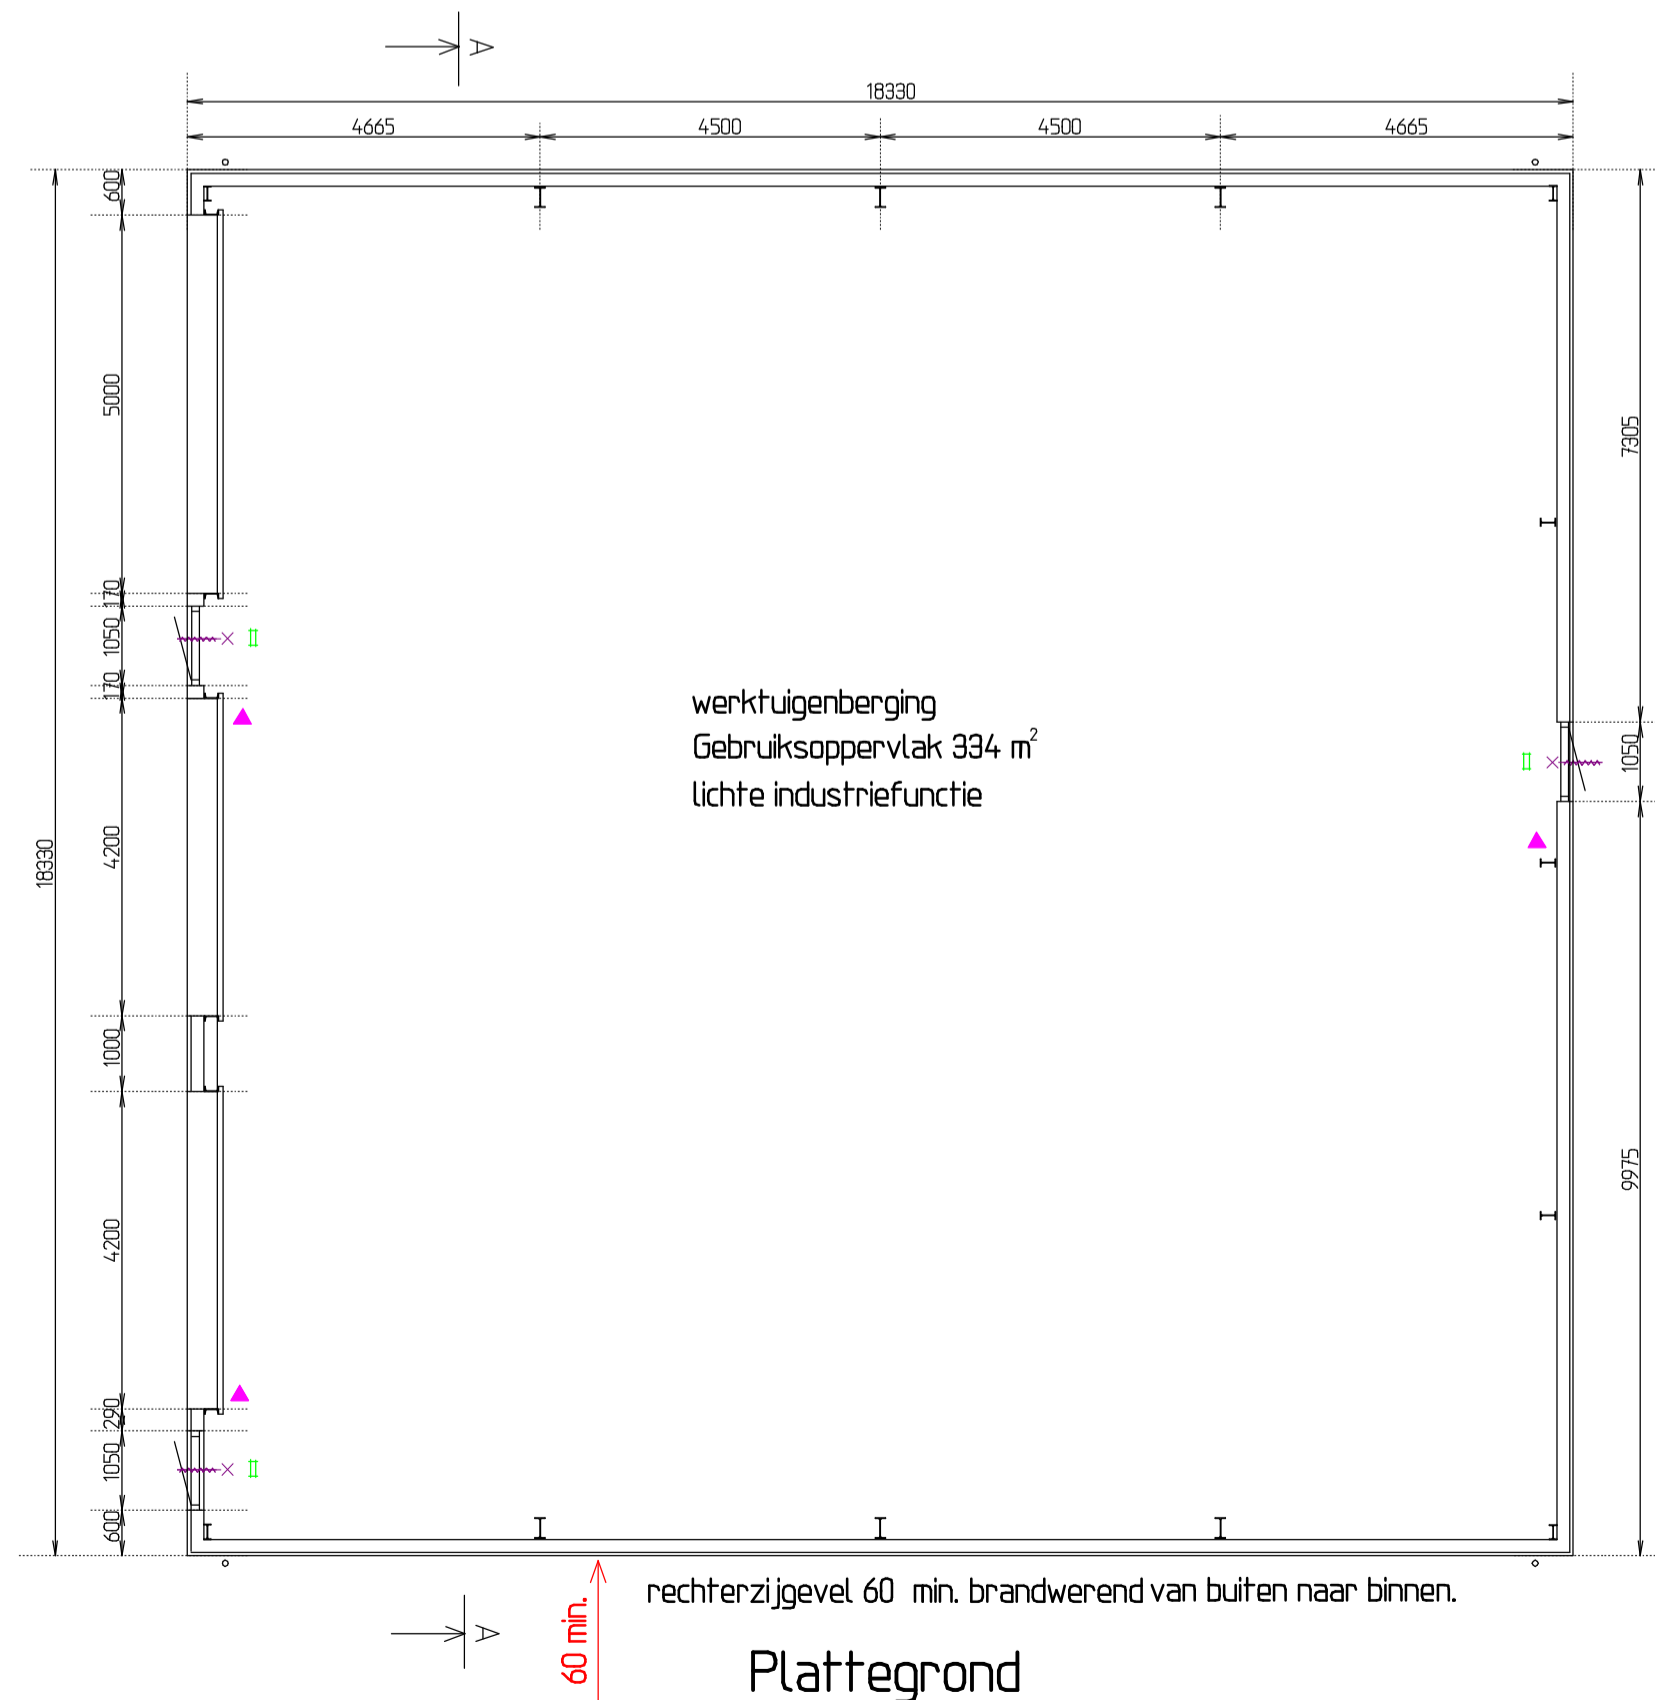 A
18330
4665
4500
4500
4665
600
5000
170
1050
170
4200
1000
4200
290
1050
600
18330
7305
1050
9975
werktuigenberging
Gebruiksoppervlak 334 m²
lichte industriefunctie
rechterzijgevel 60 min. brandwerend van buiten naar binnen.
60 min.
A
Plattegrond